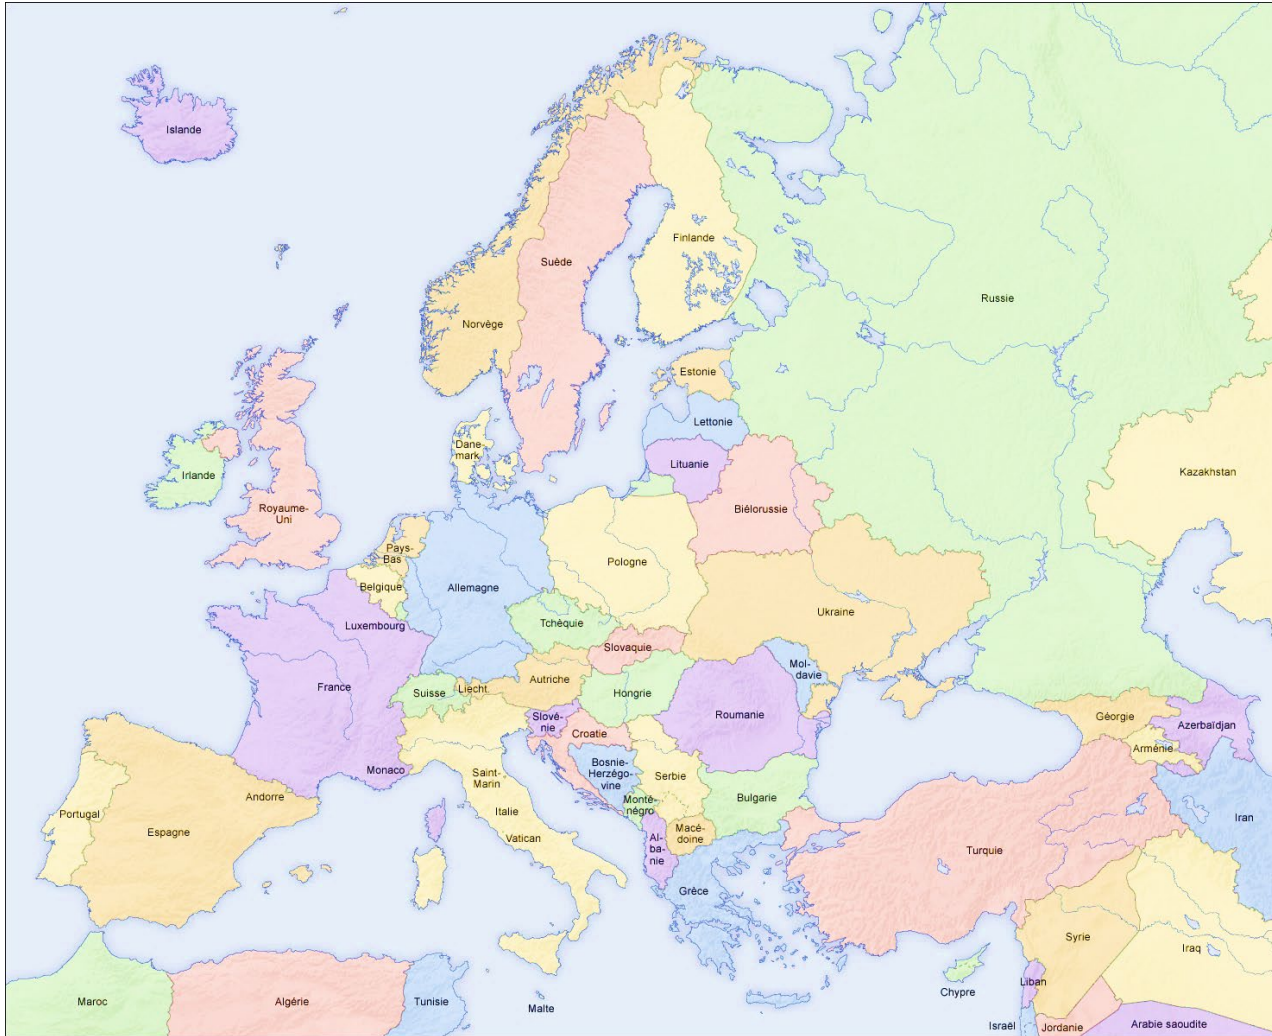 Islande
Finlande
Suède
Russie
Norvège
Estonie
Lettonie
Dane-
mark
Lituanie
Kazakhstan
Irlande
Royaume-
Uni
Biélorussie
Pays-
Bas
Pologne
Belgique
Allemagne
Ukraine
Tchèquie
Luxembourg
Slovaquie
Mol-
davie
Autriche
France
Suisse
Liecht.
Hongrie
Roumanie
Slové-
nie
Géorgie
Azerbaïdjan
Croatie
Arménie
Monaco
Saint-
Marin
Bosnie-
Herzégo-
vine
Serbie
Andorre
Monté-
négro
Bulgarie
Portugal
Italie
Iran
Espagne
Vatican
Macé-
doine
Al-
ba-
nie
Turquie
Grèce
Syrie
Iraq
Liban
Chypre
Maroc
Algérie
Tunisie
Malte
Israël
Jordanie
Arabie saoudite